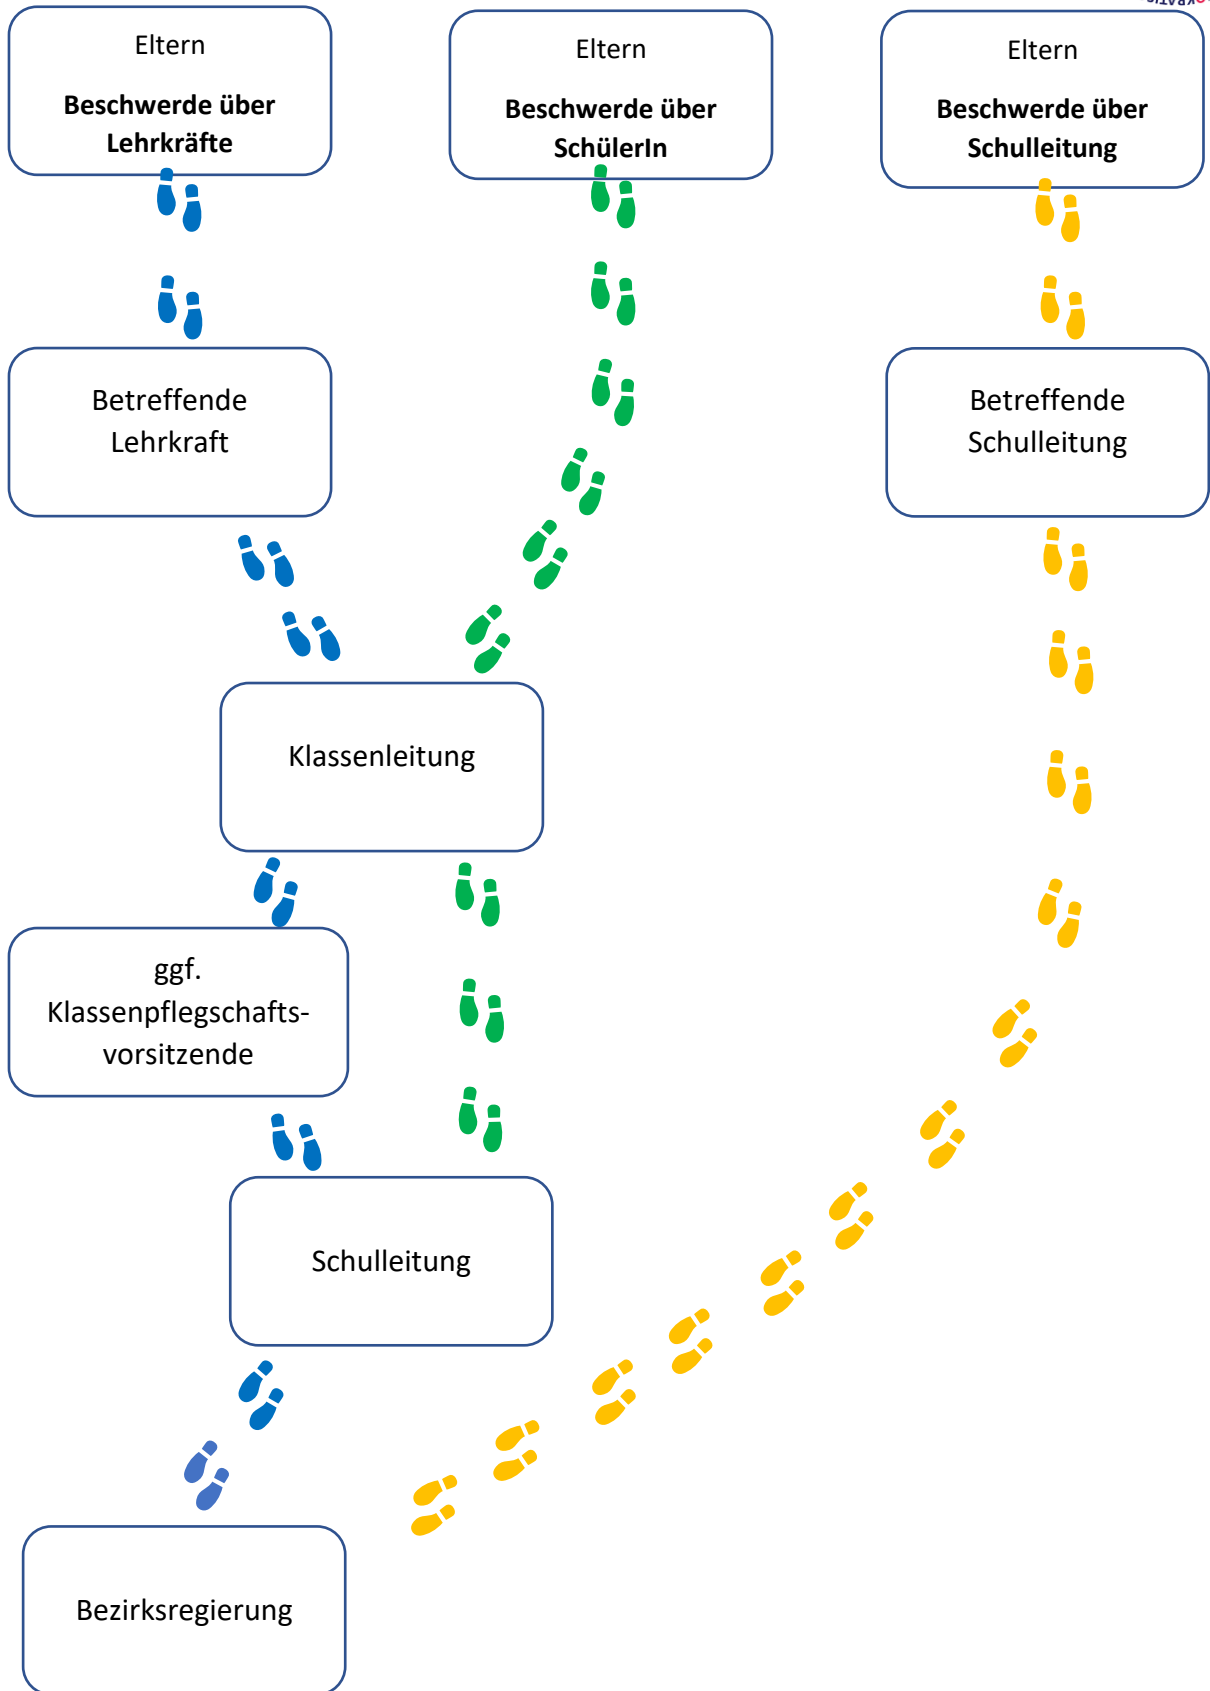 Eltern
Beschwerde über
Lehrkräfte
Eltern
Beschwerde über
SchülerIn
Eltern
Beschwerde über
Schulleitung
Betreffende
Lehrkraft
Betreffende
Schulleitung
Klassenleitung
ggf.
Klassenpflegschafts-
vorsitzende
Schulleitung
Bezirksregierung